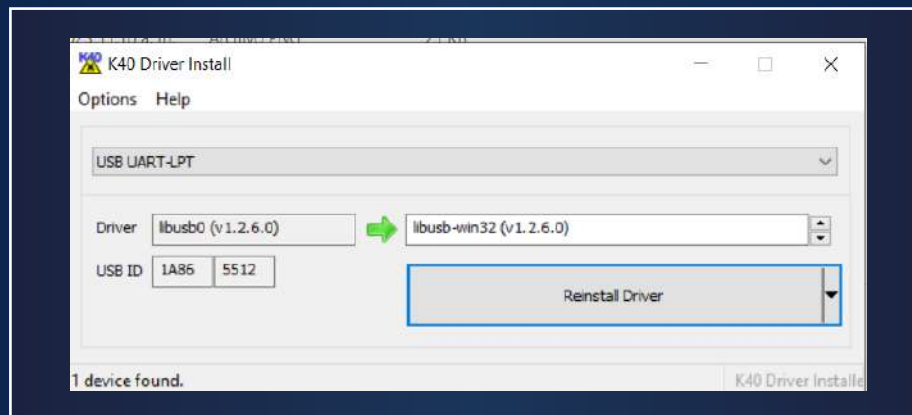 K40 Driver Install
Options Help
USB UART-LPT
Driver libusb0 (v1.2.6.0) libusb-win32 (v1.2.6.0)
USB ID 1A86 5512
Reinstall Driver
1 device found. K40 Driver Installe